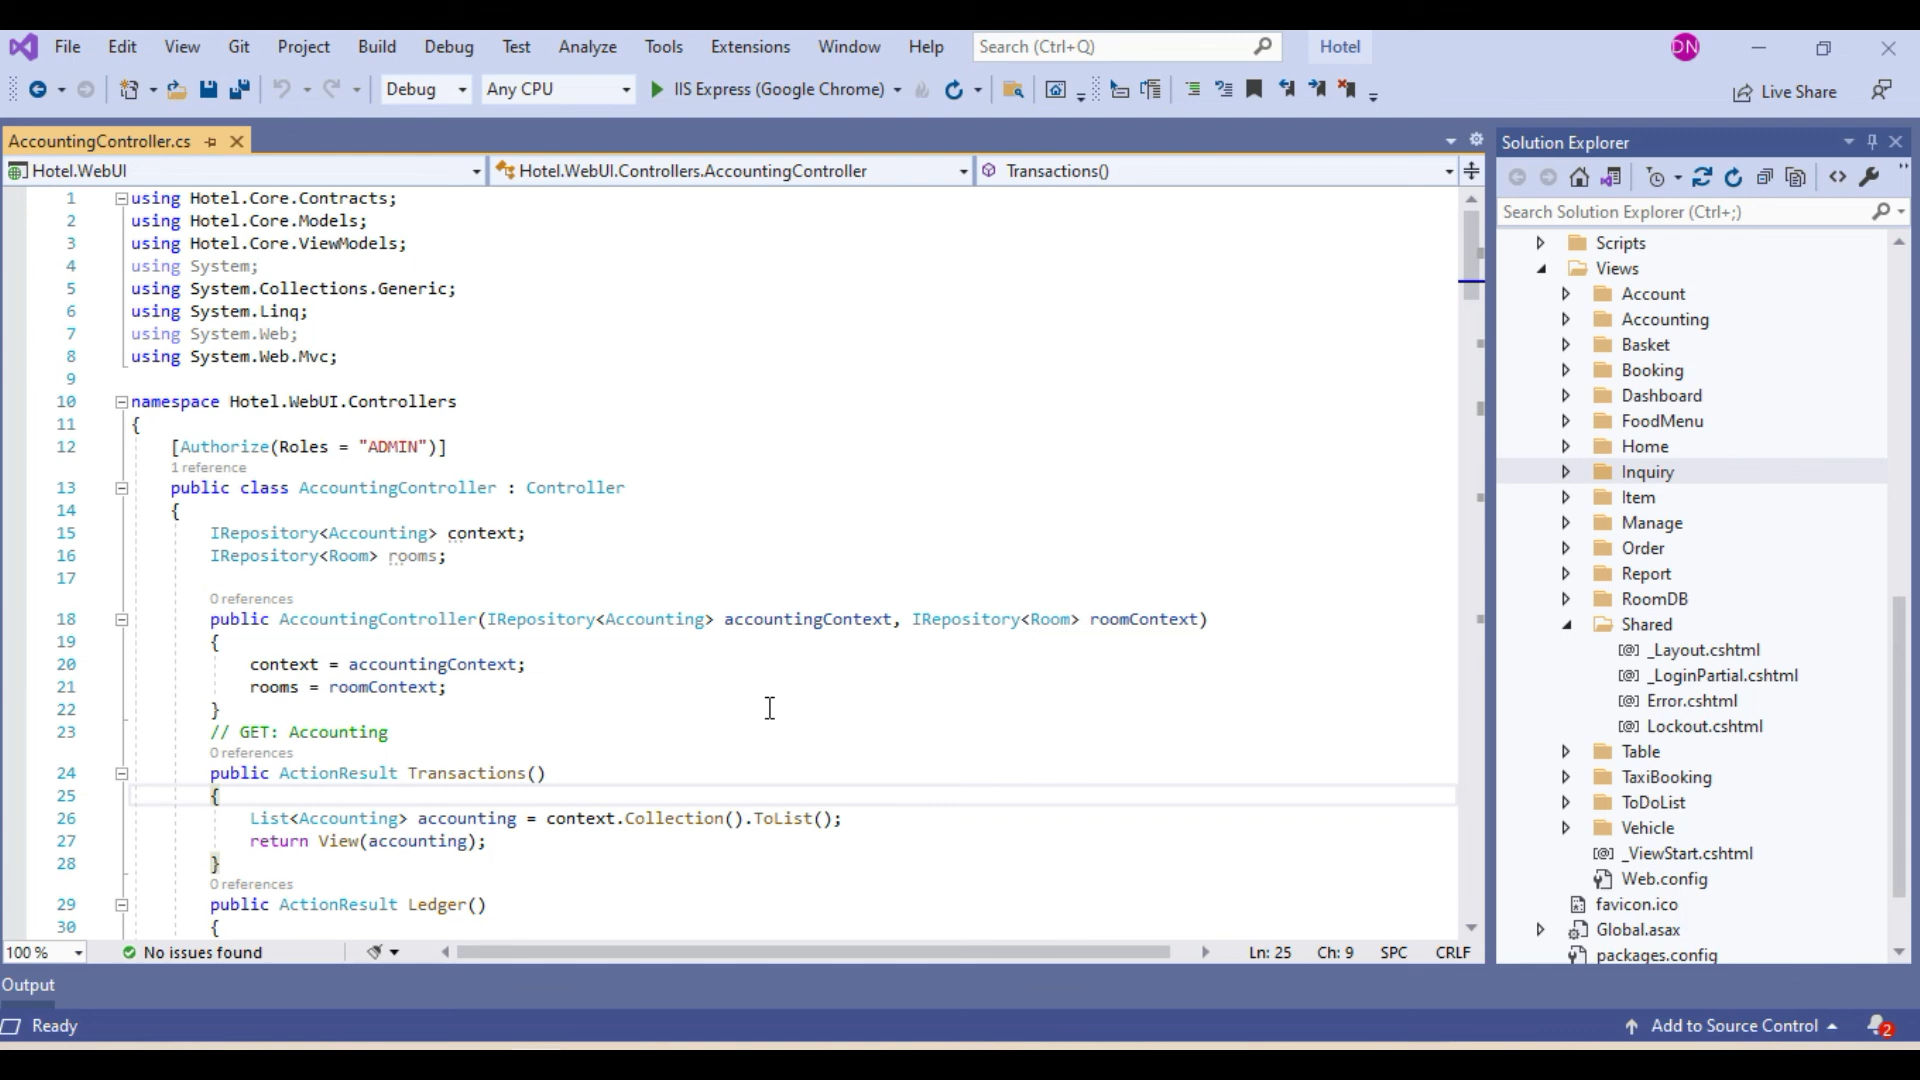 File Edit View Git Project Build Debug Test Analyze Tools Extensions Window Help Search (Ctrl+Q) Hotel DN
Debug Any CPU IIS Express (Google Chrome) Live Share
AccountingController.cs
Hotel.WebUI Hotel.WebUI.Controllers.AccountingController Transactions()
1 using Hotel.Core.Contracts;
2 using Hotel.Core.Models;
3 using Hotel.Core.ViewModels;
4 using System;
5 using System.Collections.Generic;
6 using System.Linq;
7 using System.Web;
8 using System.Web.Mvc;
9
10 namespace Hotel.WebUI.Controllers
11 {
12 [Authorize(Roles = "ADMIN")]
1 reference
13 public class AccountingController : Controller
14 {
15 IRepository<Accounting> context;
16 IRepository<Room> rooms;
17
0 references
18 public AccountingController(IRepository<Accounting> accountingContext, IRepository<Room> roomContext)
19 {
20 context = accountingContext;
21 rooms = roomContext;
22 }
23 // GET: Accounting
0 references
24 public ActionResult Transactions()
25 {
26 List<Accounting> accounting = context.Collection().ToList();
27 return View(accounting);
28 }
0 references
29 public ActionResult Ledger()
30 {
100 % No issues found Ln: 25 Ch: 9 SPC CRLF
Solution Explorer
Search Solution Explorer (Ctrl+;)
Scripts
Views
Account
Accounting
Basket
Booking
Dashboard
FoodMenu
Home
Inquiry
Item
Manage
Order
Report
RoomDB
Shared
_Layout.cshtml
_LoginPartial.cshtml
Error.cshtml
Lockout.cshtml
Table
TaxiBooking
ToDoList
Vehicle
_ViewStart.cshtml
Web.config
favicon.ico
Global.asax
packages.config
Output
Ready Add to Source Control 2